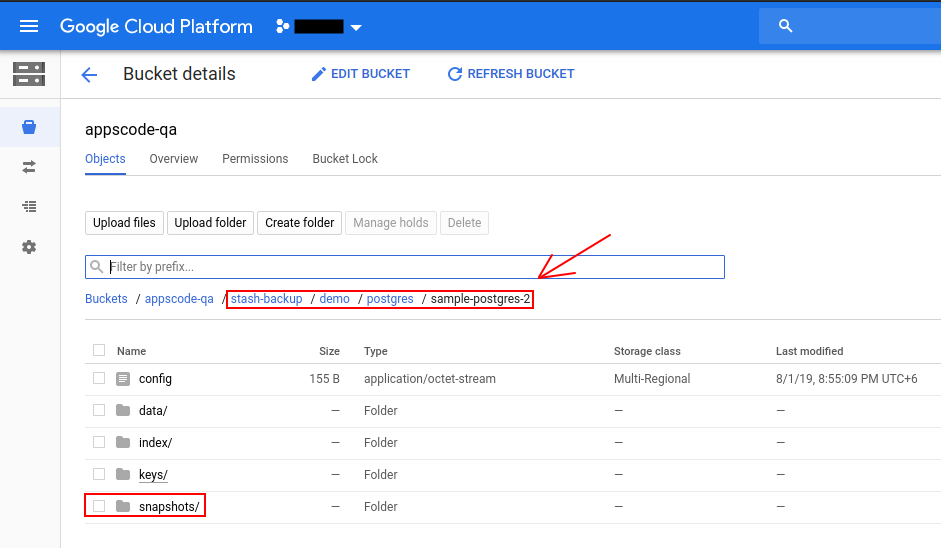 Google Cloud Platform
Bucket details EDIT BUCKET REFRESH BUCKET
appscode-qa
Objects Overview Permissions Bucket Lock
Upload files Upload folder Create folder Manage holds Delete
Filter by prefix...
Buckets / appscode-qa / stash-backup / demo / postgres / sample-postgres-2
Name Size Type Storage class Last modified
config 155 B application/octet-stream Multi-Regional 8/1/19, 8:55:09 PM UTC+6
data/ — Folder — —
index/ — Folder — —
keys/ — Folder — —
snapshots/ — Folder — —